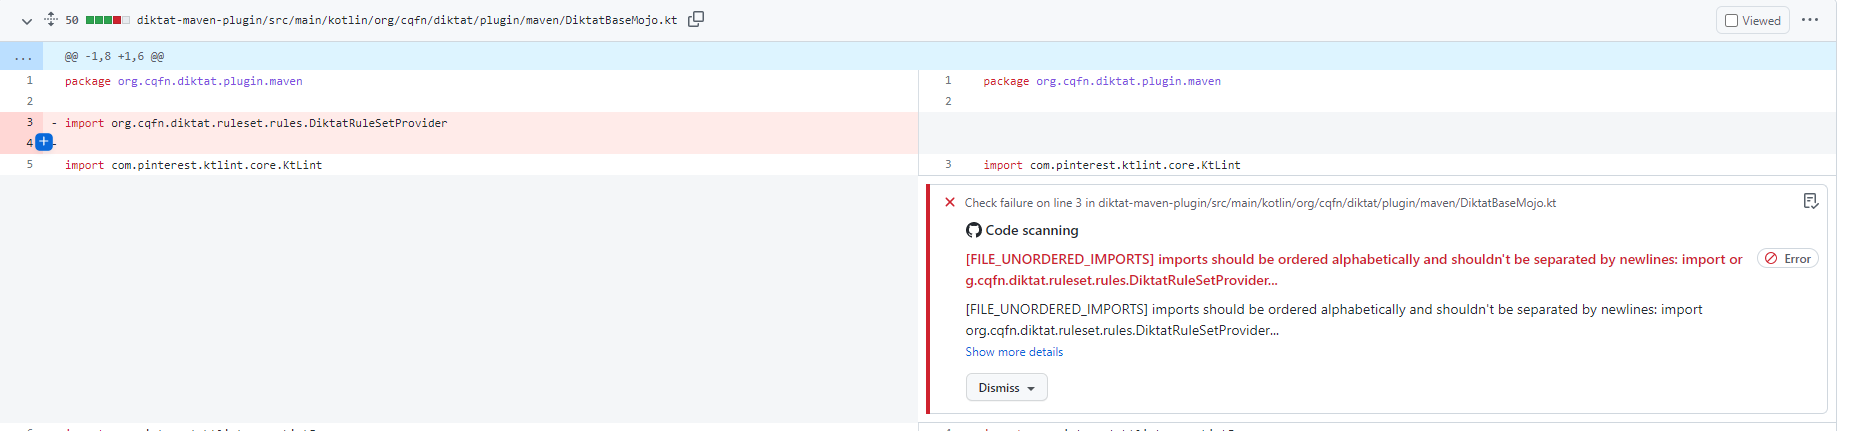 50 diktat-maven-plugin/src/main/kotlin/org/cqfn/diktat/plugin/maven/DiktatBaseMojo.kt Viewed ...
... @@ -1,8 +1,6 @@
1 package org.cqfn.diktat.plugin.maven 1 package org.cqfn.diktat.plugin.maven
2 2
3 - import org.cqfn.diktat.ruleset.rules.DiktatRuleSetProvider
4 + -
5 import com.pinterest.ktlint.core.KtLint 3 import com.pinterest.ktlint.core.KtLint
Check failure on line 3 in diktat-maven-plugin/src/main/kotlin/org/cqfn/diktat/plugin/maven/DiktatBaseMojo.kt
Code scanning
[FILE_UNORDERED_IMPORTS] imports should be ordered alphabetically and shouldn't be separated by newlines: import or
g.cqfn.diktat.ruleset.rules.DiktatRuleSetProvider...
Error
[FILE_UNORDERED_IMPORTS] imports should be ordered alphabetically and shouldn't be separated by newlines: import
org.cqfn.diktat.ruleset.rules.DiktatRuleSetProvider...
Show more details
Dismiss